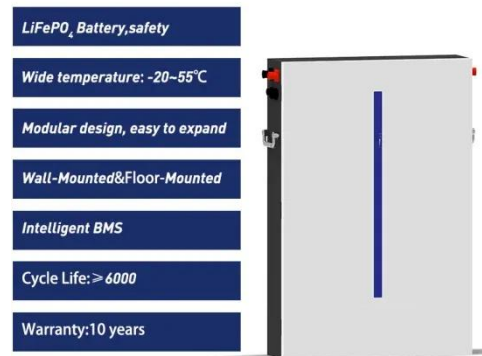 LiFePO₄ Battery,safety
Wide temperature: -20~55℃
Modular design, easy to expand
Wall-Mounted&Floor-Mounted
Intelligent BMS
Cycle Life:≥6000
Warranty:10 years